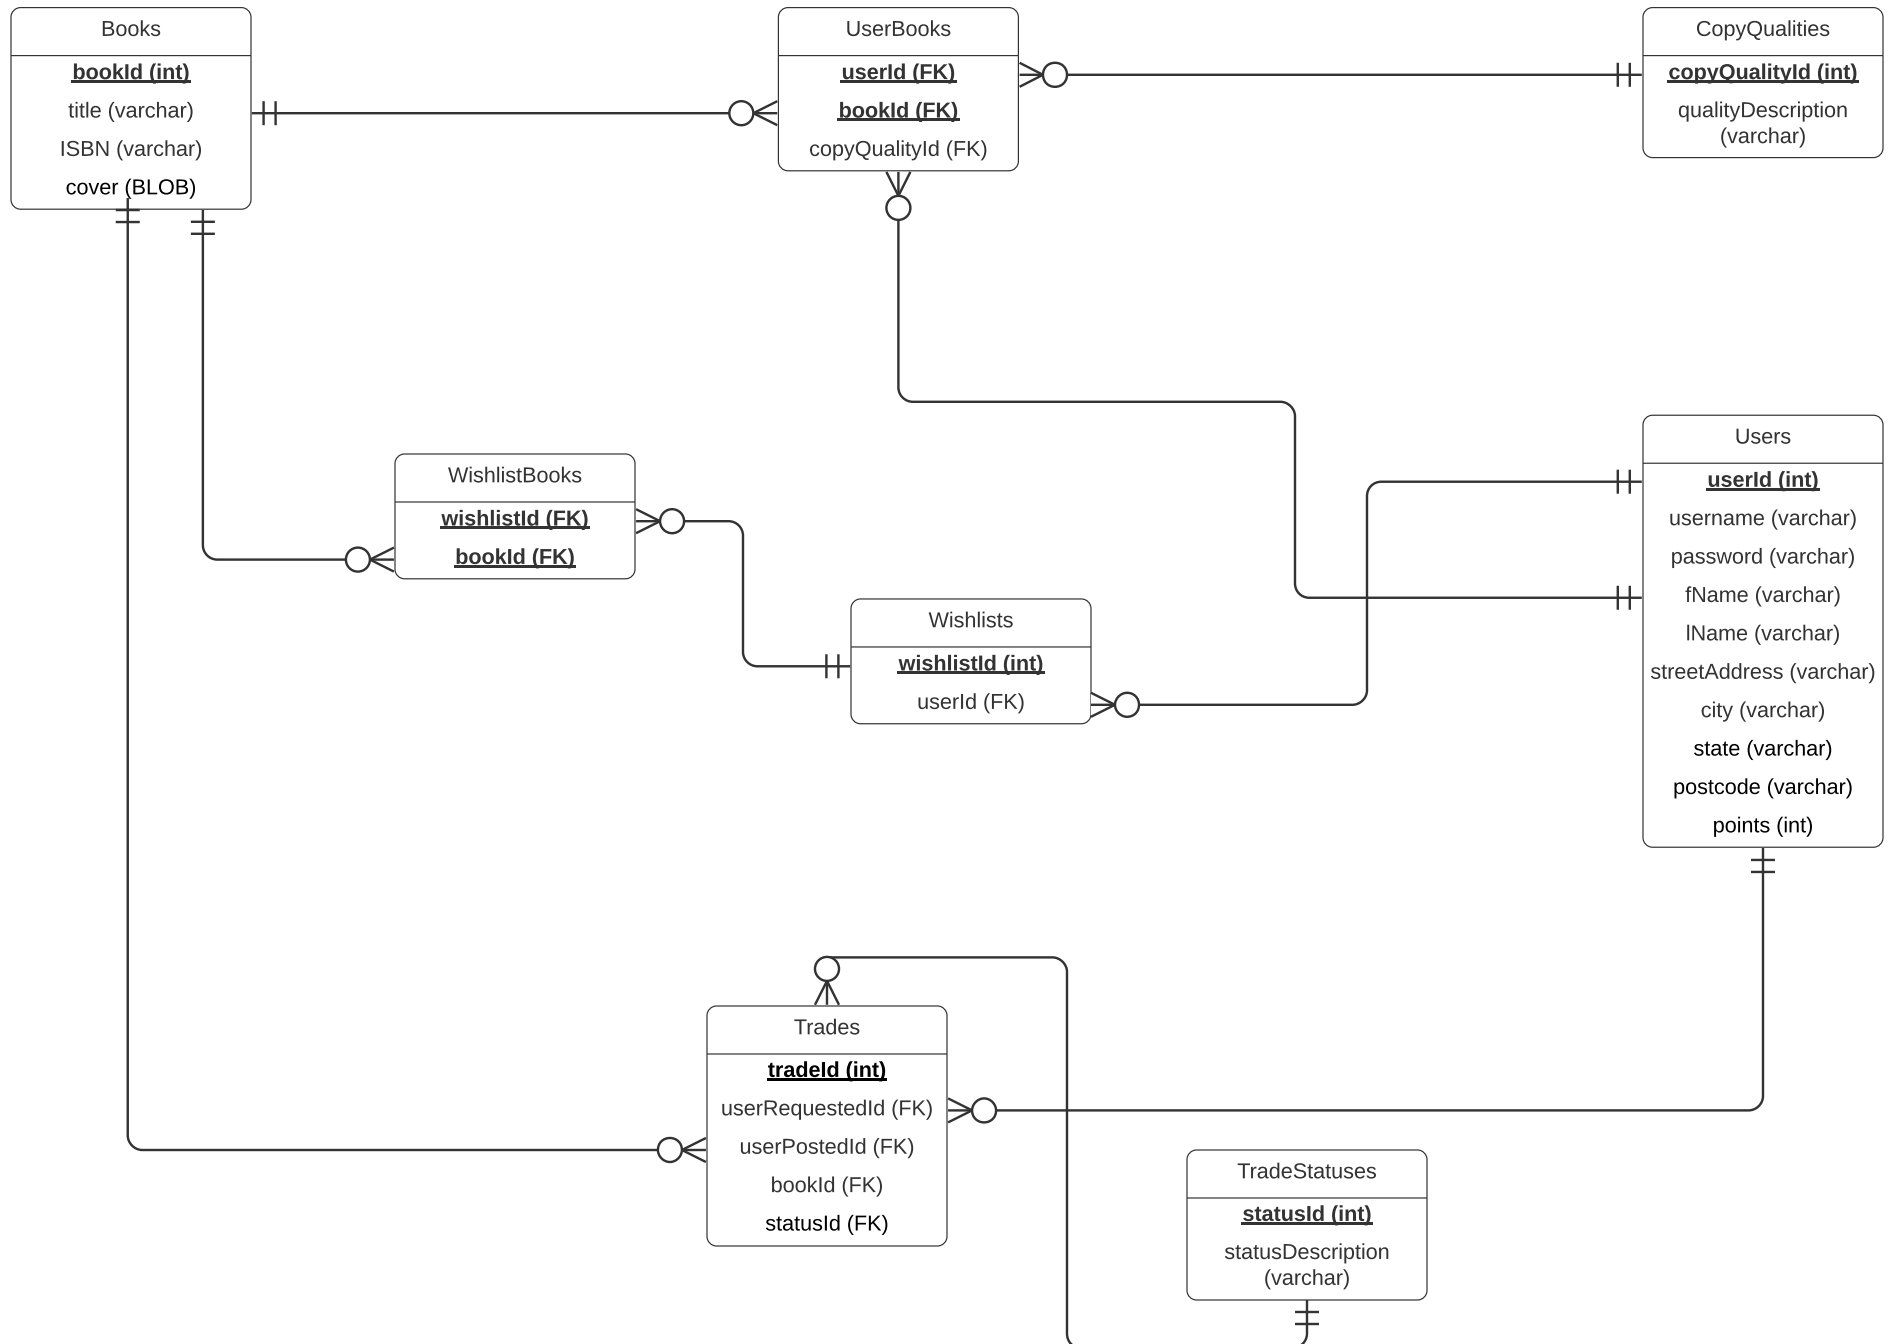 Books
bookId (int)
title (varchar)
ISBN (varchar)
cover (BLOB)
UserBooks
userId (FK)
bookId (FK)
copyQualityId (FK)
CopyQualities
copyQualityId (int)
qualityDescription
(varchar)
WishlistBooks
wishlistId (FK)
bookId (FK)
Wishlists
wishlistId (int)
userId (FK)
Users
userId (int)
username (varchar)
password (varchar)
fName (varchar)
lName (varchar)
streetAddress (varchar)
city (varchar)
state (varchar)
postcode (varchar)
points (int)
Trades
tradeId (int)
userRequestedId (FK)
userPostedId (FK)
bookId (FK)
statusId (FK)
TradeStatuses
statusId (int)
statusDescription
(varchar)